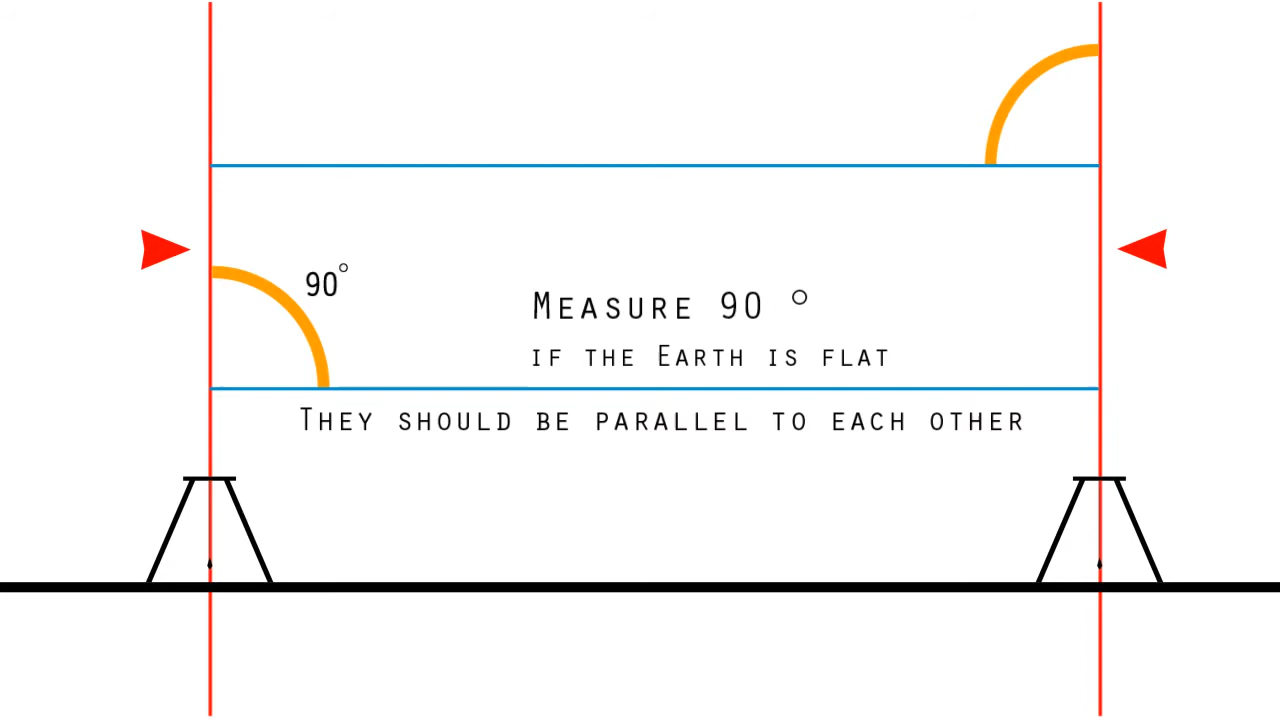 90°
Measure 90 °
if the Earth is flat
They should be parallel to each other